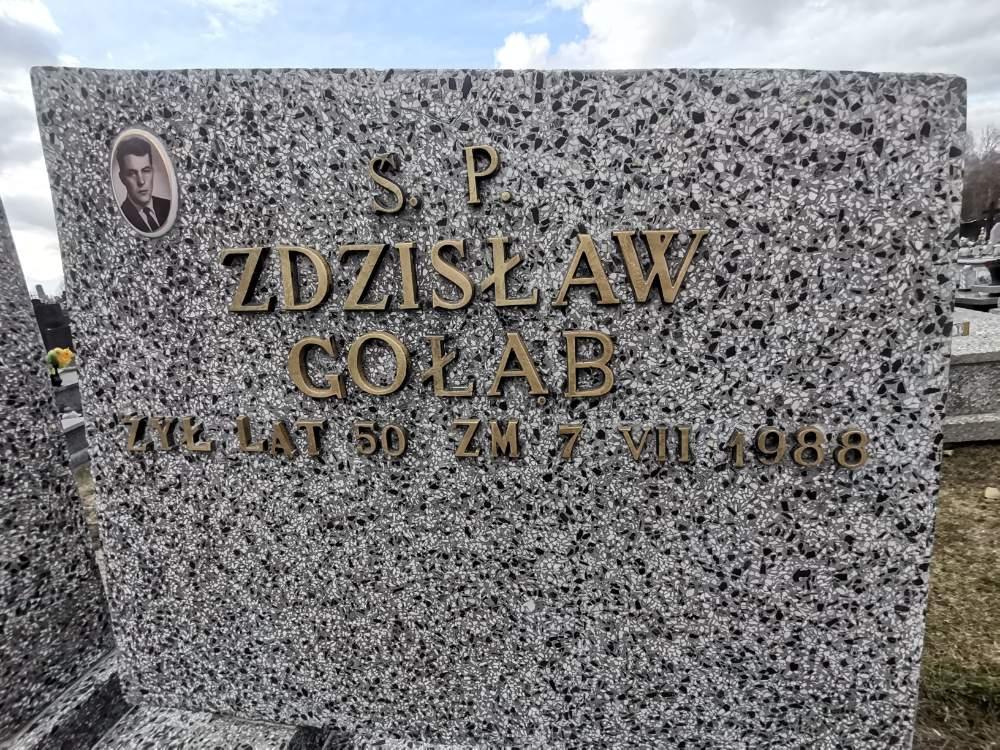 S. P.
ZDZISŁAW
GOŁĄB
ŻYŁ LAT 50 ZM 7 VII 1988